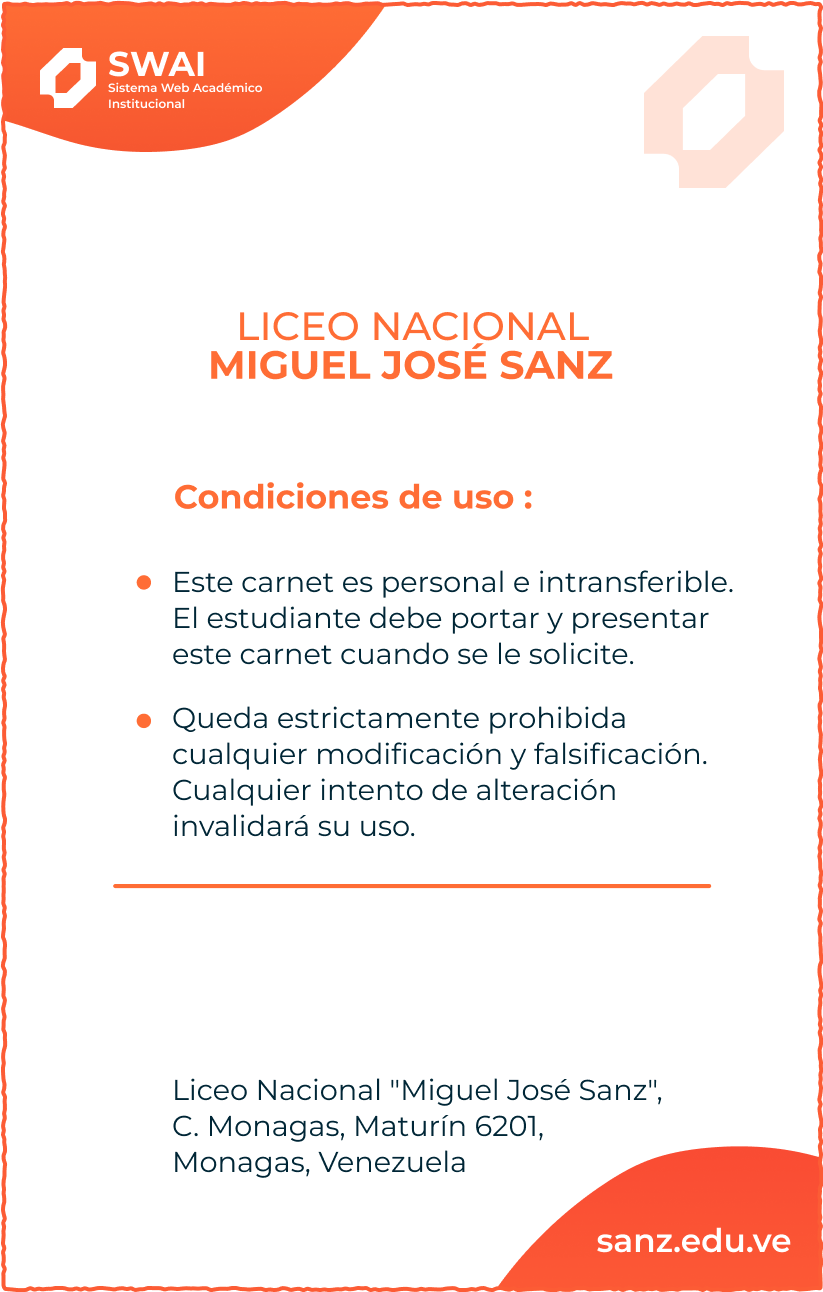 SWAI
Sistema Web Académico
Institucional
LICEO NACIONAL
MIGUEL JOSÉ SANZ
Condiciones de uso :
Este carnet es personal e intransferible.
El estudiante debe portar y presentar
este carnet cuando se le solicite.
Queda estrictamente prohibida
cualquier modificación y falsificación.
Cualquier intento de alteración
invalidará su uso.
Liceo Nacional "Miguel José Sanz",
C. Monagas, Maturín 6201,
Monagas, Venezuela
sanz.edu.ve